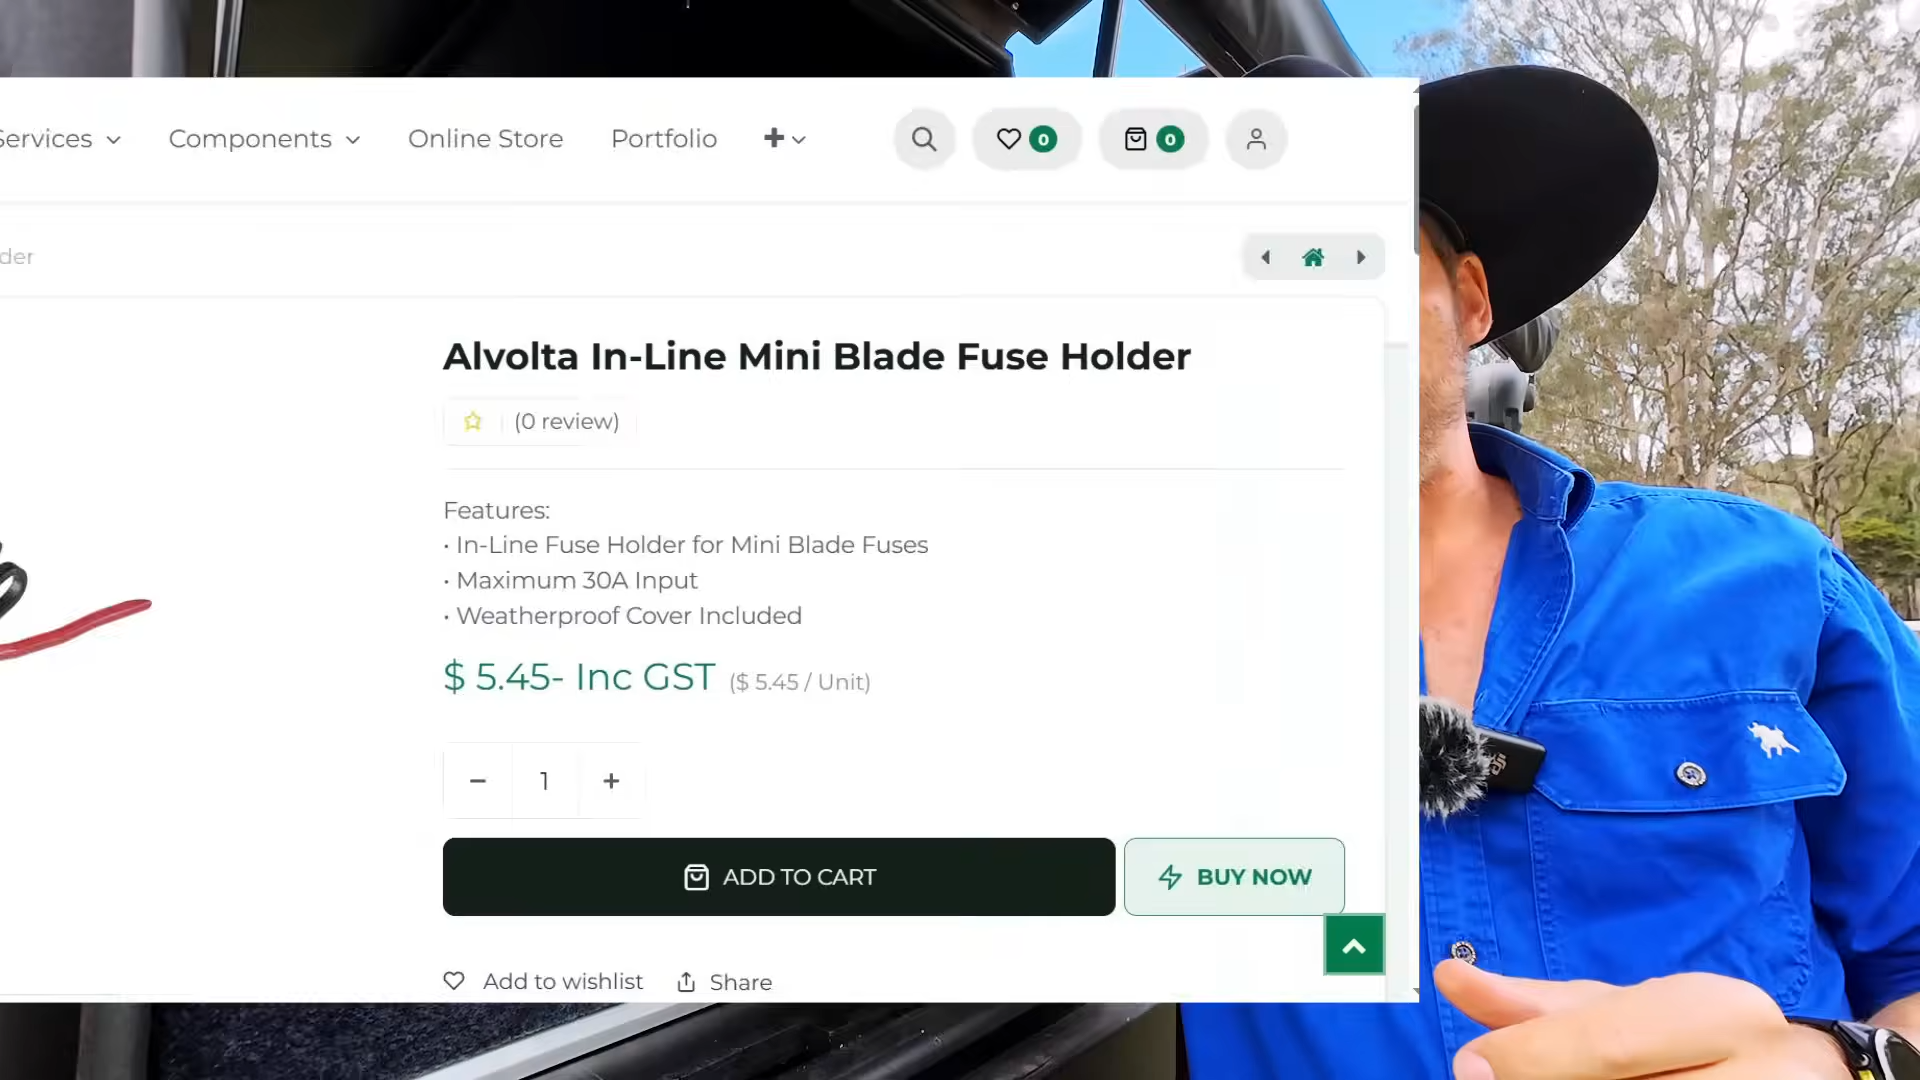 Services Components Online Store Portfolio + 0 0
der
Alvolta In-Line Mini Blade Fuse Holder
(0 review)
Features:
• In-Line Fuse Holder for Mini Blade Fuses
• Maximum 30A Input
• Weatherproof Cover Included
$ 5.45- Inc GST ($ 5.45 / Unit)
− 1 +
ADD TO CART BUY NOW
Add to wishlist Share
dji